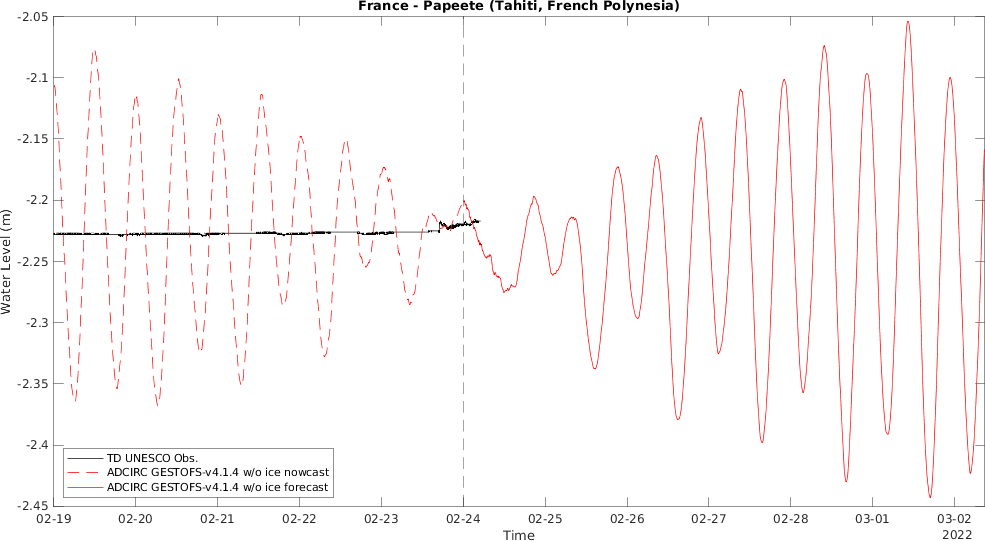 France - Papeete (Tahiti, French Polynesia)
-2.05
-2.1
-2.15
-2.2
-2.25
-2.3
-2.35
-2.4
-2.45
Water Level (m)
TD UNESCO Obs.
ADCIRC GESTOFS-v4.1.4 w/o ice nowcast
ADCIRC GESTOFS-v4.1.4 w/o ice forecast
02-19 02-20 02-21 02-22 02-23 02-24 02-25 02-26 02-27 02-28 03-01 03-02
Time
2022